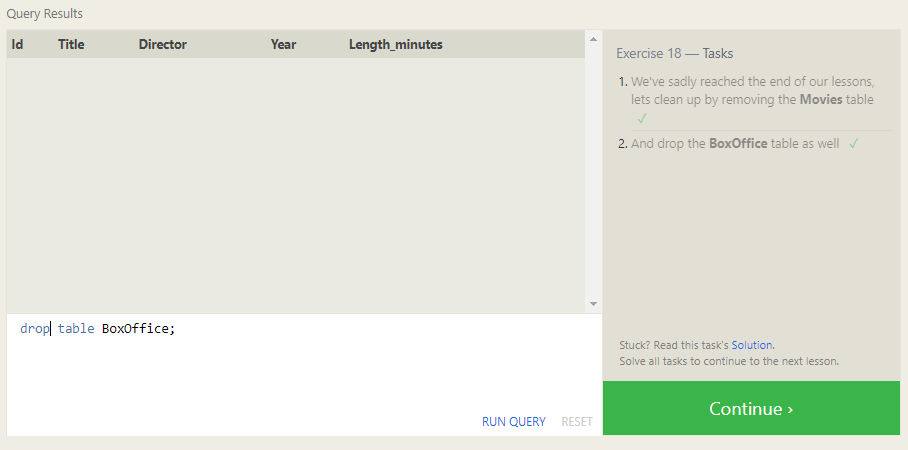 Query Results
Id Title Director Year Length_minutes
drop table BoxOffice;
RUN QUERY RESET
Exercise 18 — Tasks
1. We've sadly reached the end of our lessons,
lets clean up by removing the Movies table
✓
2. And drop the BoxOffice table as well ✓
Stuck? Read this task's Solution.
Solve all tasks to continue to the next lesson.
Continue ›